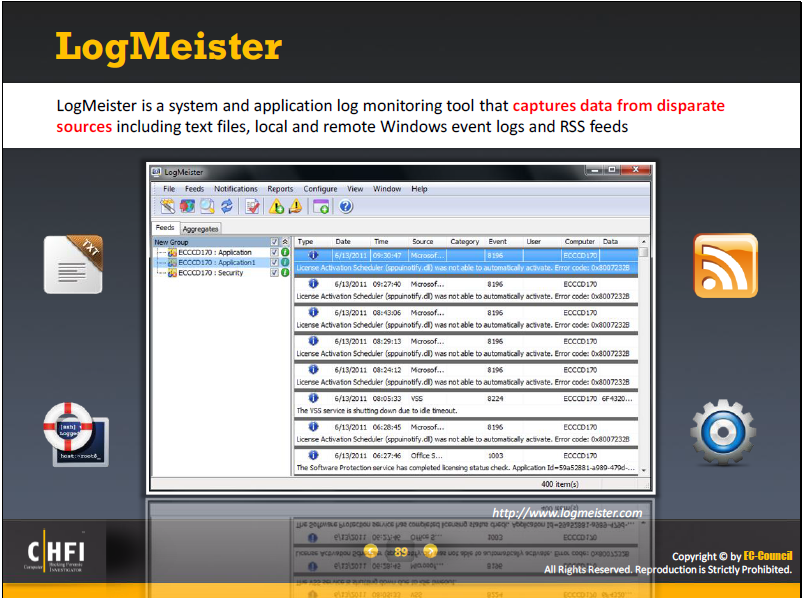 LogMeister
LogMeister is a system and application log monitoring tool that captures data from disparate
sources including text files, local and remote Windows event logs and RSS feeds
LogMeister
File Feeds Notifications Reports Configure View Window Help
Feeds Aggregates
New Group
ECCCD170 : Application
ECCCD170 : Application1
ECCCD170 : Security
Type Date Time Source Category Event User Computer Data
6/13/2011 09:30:47 Microsof... 8196 ECCCD170
License Activation Scheduler (sppuinotify.dll) was not able to automatically activate. Error code: 0x8007232B
6/13/2011 09:27:40 Microsof... 8196 ECCCD170
License Activation Scheduler (sppuinotify.dll) was not able to automatically activate. Error code: 0x8007232B
6/13/2011 08:43:06 Microsof... 8196 ECCCD170
License Activation Scheduler (sppuinotify.dll) was not able to automatically activate. Error code: 0x8007232B
6/13/2011 08:29:13 Microsof... 8196 ECCCD170
License Activation Scheduler (sppuinotify.dll) was not able to automatically activate. Error code: 0x8007232B
6/13/2011 08:24:12 Microsof... 8196 ECCCD170
License Activation Scheduler (sppuinotify.dll) was not able to automatically activate. Error code: 0x8007232B
6/13/2011 08:05:33 VSS 8224 ECCCD170 6F4320...
The VSS service is shutting down due to idle timeout.
6/13/2011 06:28:45 Microsof... 8196 ECCCD170
License Activation Scheduler (sppuinotify.dll) was not able to automatically activate. Error code: 0x8007232B
6/13/2011 06:27:46 Office S... 1003 ECCCD170
The Software Protection service has completed licensing status check. Application Id=59a52881-a989-479d-...
400 item(s)
TXT
host:~root$_
http://www.logmeister.com
CHFI
Computer Hacking Forensic
INVESTIGATOR
89
Copyright © by EC-Council
All Rights Reserved. Reproduction is Strictly Prohibited.